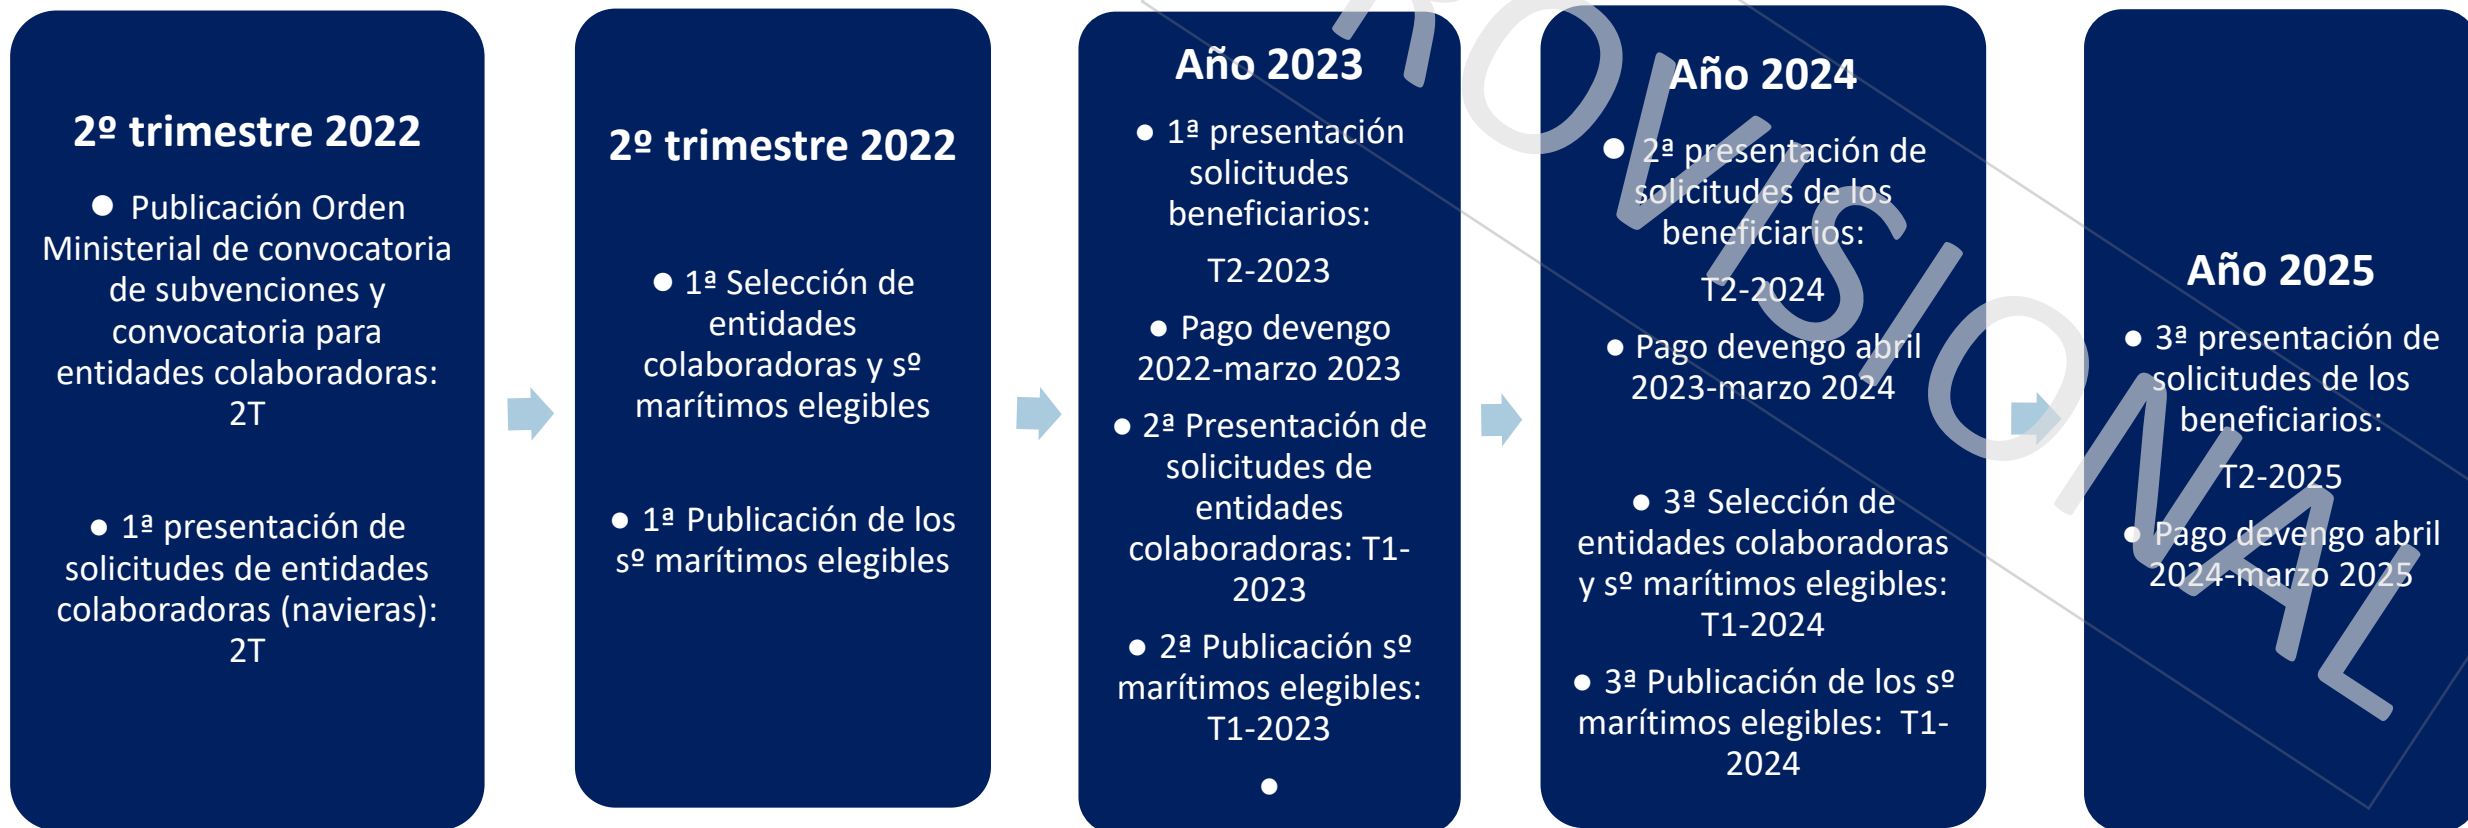 2º trimestre 2022
● Publicación Orden
Ministerial de convocatoria
de subvenciones y
convocatoria para
entidades colaboradoras:
2T
● 1ª presentación de
solicitudes de entidades
colaboradoras (navieras):
2T
2º trimestre 2022
● 1ª Selección de
entidades
colaboradoras y sº
marítimos elegibles
● 1ª Publicación de los
sº marítimos elegibles
Año 2023
● 1ª presentación
solicitudes
beneficiarios:
T2-2023
● Pago devengo
2022-marzo 2023
● 2ª Presentación de
solicitudes de
entidades
colaboradoras: T1-
2023
● 2ª Publicación sº
marítimos elegibles:
T1-2023
●
Año 2024
● 2ª presentación de
solicitudes de los
beneficiarios:
T2-2024
● Pago devengo abril
2023-marzo 2024
● 3ª Selección de
entidades colaboradoras
y sº marítimos elegibles:
T1-2024
● 3ª Publicación de los sº
marítimos elegibles: T1-
2024
Año 2025
● 3ª presentación de
solicitudes de los
beneficiarios:
T2-2025
● Pago devengo abril
2024-marzo 2025
ROVISIONAL